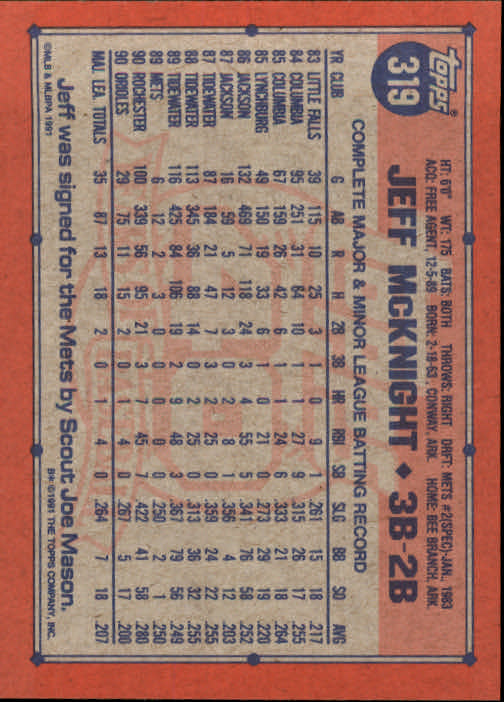 topps®
319
HT: 6'0" WT: 175 BATS: BOTH THROWS: RIGHT DRFT: METS #2(SPEC)-JAN., 1983
ACQ: FREE AGENT, 12-5-89 BORN: 2-18-63, CONWAY, ARK. HOME: BEE BRANCH, ARK.
JEFF McKNIGHT ♦ 3B-2B
COMPLETE MAJOR & MINOR LEAGUE BATTING RECORD
YR CLUB G AB R H 2B 3B HR RBI SB SLG BB SO AVG
83 LITTLE FALLS 39 115 10 25 3 1 0 9 1 .261 15 18 .217
84 COLUMBIA 95 251 31 64 10 1 1 27 9 .315 26 17 .255
85 COLUMBIA 67 159 26 42 6 1 1 24 6 .333 21 18 .264
85 LYNCHBURG 49 150 19 33 6 1 0 21 0 .273 29 19 .220
86 JACKSON 132 469 71 118 24 3 4 55 5 .341 76 58 .252
87 JACKSON 16 59 5 12 3 0 2 8 1 .356 4 12 .203
87 TIDEWATER 87 184 21 47 7 3 2 25 0 .359 24 22 .255
88 TIDEWATER 113 345 36 88 14 0 2 25 0 .313 36 32 .255
89 TIDEWATER 116 425 84 106 19 2 9 48 3 .367 79 56 .249
89 METS 6 12 2 3 0 0 0 0 0 .250 2 1 .250
90 ROCHESTER 100 339 56 95 21 3 7 45 7 .422 41 58 .280
90 ORIOLES 29 75 11 15 2 0 1 4 0 .267 5 17 .200
MAJ. LEA. TOTALS 35 87 13 18 2 0 1 4 0 .264 7 18 .207
Jeff was signed for the Mets by Scout Joe Mason.
©MLB & MLBPA 1991
B* ©1991 THE TOPPS COMPANY, INC.